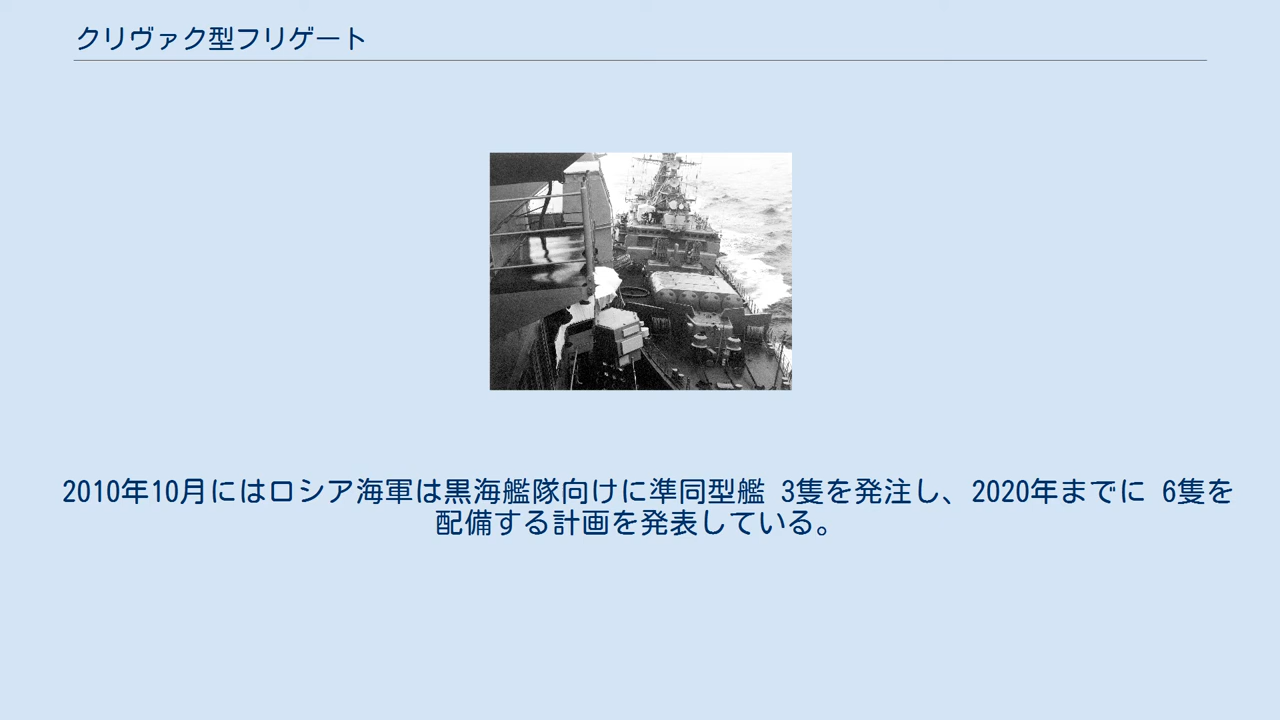 クリヴァク型フリゲート
2010年10月にはロシア海軍は黒海艦隊向けに準同型艦 3隻を発注し、2020年までに 6隻を
配備する計画を発表している。